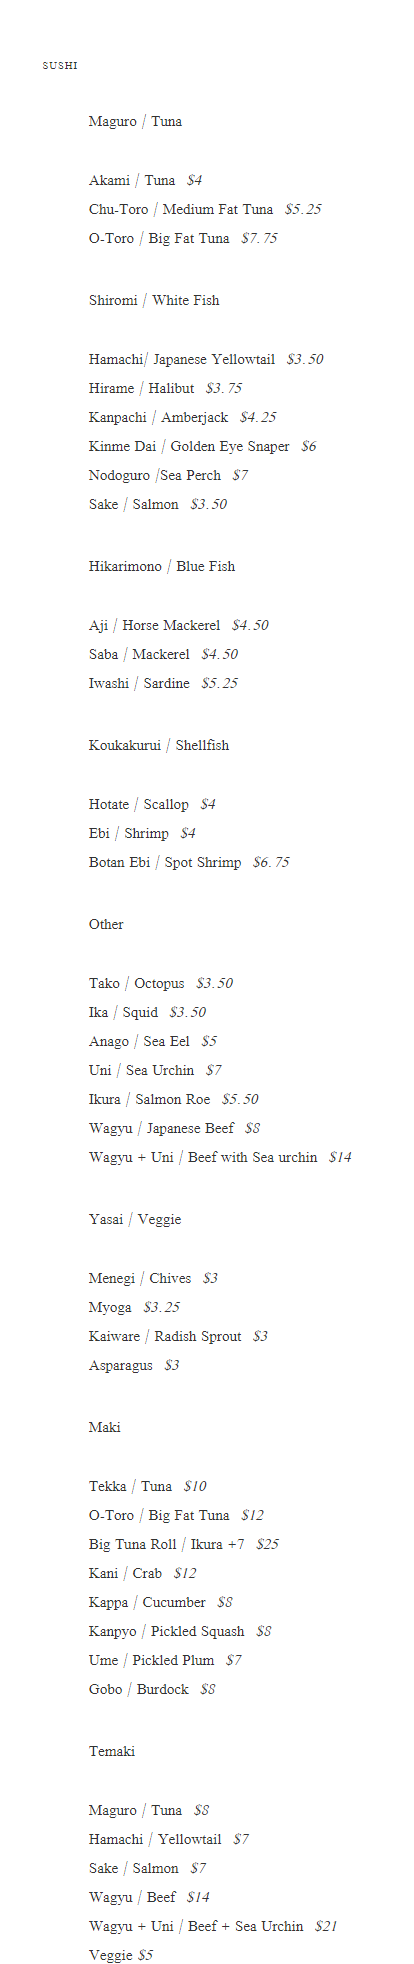 SUSHI
Maguro / Tuna
Akami / Tuna $4
Chu-Toro / Medium Fat Tuna $5.25
O-Toro / Big Fat Tuna $7.75
Shiromi / White Fish
Hamachi/ Japanese Yellowtail $3.50
Hirame / Halibut $3.75
Kanpachi / Amberjack $4.25
Kinme Dai / Golden Eye Snaper $6
Nodoguro /Sea Perch $7
Sake / Salmon $3.50
Hikarimono / Blue Fish
Aji / Horse Mackerel $4.50
Saba / Mackerel $4.50
Iwashi / Sardine $5.25
Koukakurui / Shellfish
Hotate / Scallop $4
Ebi / Shrimp $4
Botan Ebi / Spot Shrimp $6.75
Other
Tako / Octopus $3.50
Ika / Squid $3.50
Anago / Sea Eel $5
Uni / Sea Urchin $7
Ikura / Salmon Roe $5.50
Wagyu / Japanese Beef $8
Wagyu + Uni / Beef with Sea urchin $14
Yasai / Veggie
Menegi / Chives $3
Myoga $3.25
Kaiware / Radish Sprout $3
Asparagus $3
Maki
Tekka / Tuna $10
O-Toro / Big Fat Tuna $12
Big Tuna Roll / Ikura +7 $25
Kani / Crab $12
Kappa / Cucumber $8
Kanpyo / Pickled Squash $8
Ume / Pickled Plum $7
Gobo / Burdock $8
Temaki
Maguro / Tuna $8
Hamachi / Yellowtail $7
Sake / Salmon $7
Wagyu / Beef $14
Wagyu + Uni / Beef + Sea Urchin $21
Veggie $5